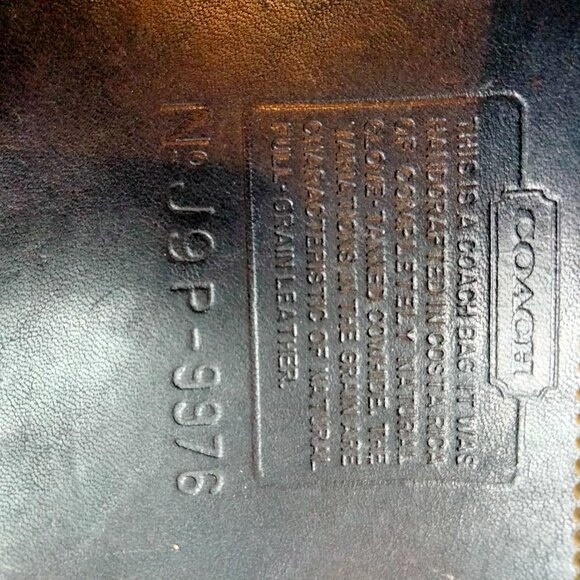 COACH
THIS IS A COACH BAG. IT WAS
HANDCRAFTED IN COSTA RICA
OF COMPLETELY NATURAL
GLOVE-TANNED COWHIDE. THE
VARIATIONS IN THE GRAIN ARE
CHARACTERISTIC OF NATURAL
FULL-GRAIN LEATHER.
Nº J9P-9976